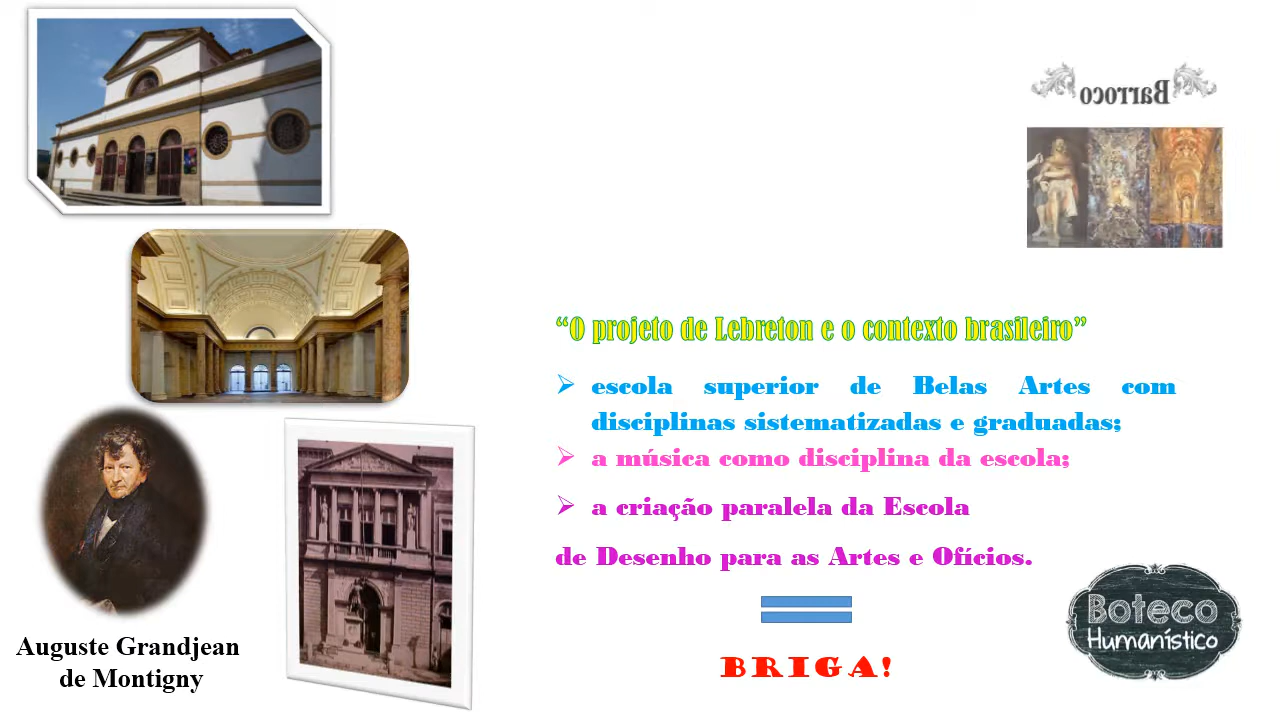 Barroco
“O projeto de Lebreton e o contexto brasileiro”
escola superior de Belas Artes com
disciplinas sistematizadas e graduadas;
a música como disciplina da escola;
a criação paralela da Escola
de Desenho para as Artes e Ofícios.
BRIGA!
Auguste Grandjean
de Montigny
Boteco
Humanístico